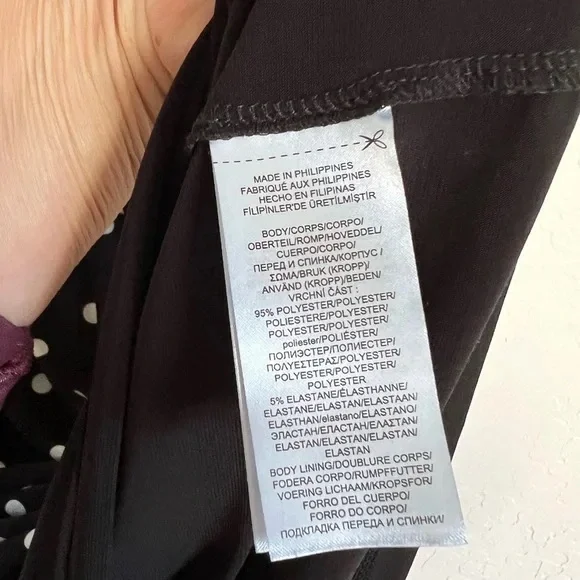 MADE IN PHILIPPINES
FABRIQUÉ AUX PHILIPPINES
HECHO EN FILIPINAS
FİLİPİNLER'DE ÜRETİLMİŞTİR
BODY/CORPS/CORPO/
OBERTEIL/ROMP/HOVEDDEL/
CUERPO/CORPO/
ПЕРЕД И СПИНКА/КОРПУС /
ΣΩΜΑ/BRUK (KROPP)/
ANVÄND (KROPP)/BEDEN/
VRCHNÍ ČÁST :
95% POLYESTER/POLYESTER/
POLIESTERE/POLYESTER/
POLYESTER/POLYESTER/
poliester/POLIÉSTER/
ПОЛИЭСТЕР/ПОЛИЕСТЕР/
ΠΟΛΥΕΣΤΕΡΑΣ/POLYESTER/
POLYESTER/POLYESTER/
POLYESTER
5% ELASTANE/ÉLASTHANNE/
ELASTANE/ELASTAN/ELASTAAN/
ELASTHAN/elastano/ELASTANO/
ЭЛАСТАН/ЕЛАСТАН/ΕΛΑΣΤΑΝ/
ELASTAN/ELASTAN/ELASTAN/
ELASTAN
BODY LINING/DOUBLURE CORPS/
FODERA CORPO/RUMPFFUTTER/
VOERING LICHAAM/KROPSFOR/
FORRO DEL CUERPO/
FORRO DO CORPO/
ПОДКЛАДКА ПЕРЕДА И СПИНКИ/